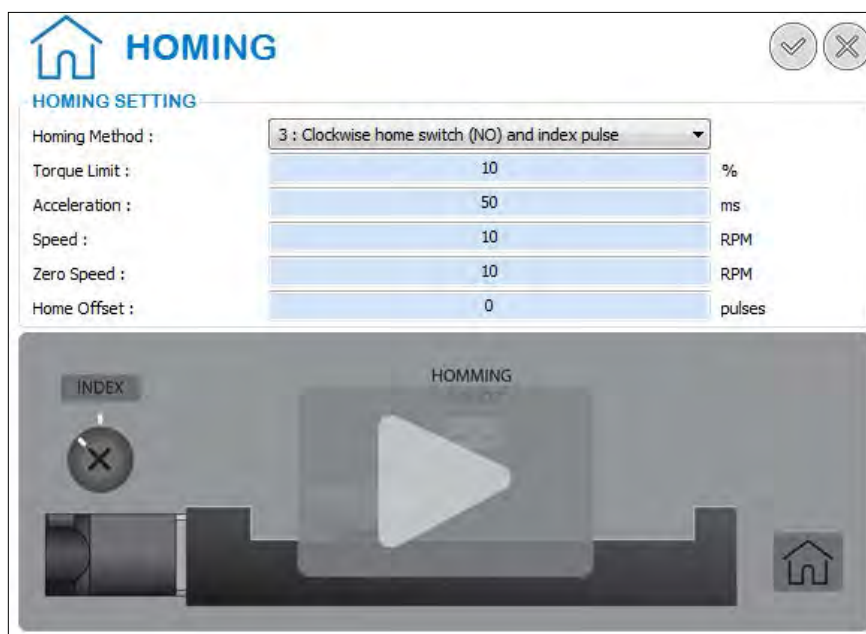 HOMING
HOMING SETTING
Homing Method : 3 : Clockwise home switch (NO) and index pulse
Torque Limit : 10 %
Acceleration : 50 ms
Speed : 10 RPM
Zero Speed : 10 RPM
Home Offset : 0 pulses
HOMMING
INDEX